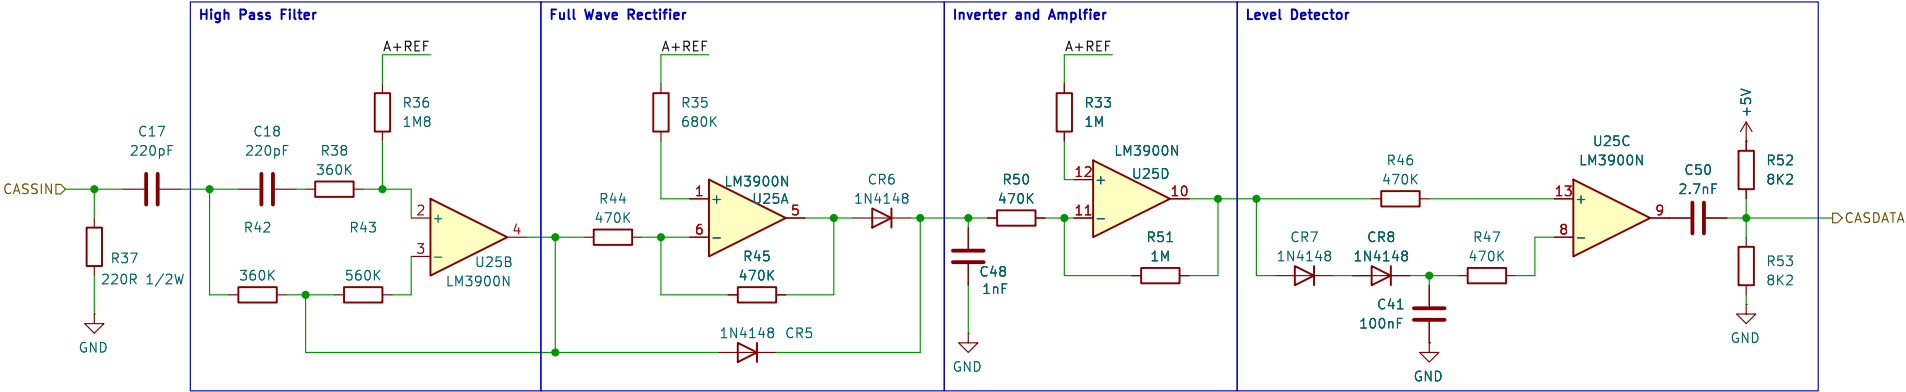 High Pass Filter
Full Wave Rectifier
Inverter and Amplfier
Level Detector
CASSIN
R37
220R 1/2W
GND
C17
220pF
C18
220pF
R38
360K
A+REF
R36
1M8
R42
360K
R43
560K
2
+
3
−
4
U25B
LM3900N
A+REF
R35
680K
R44
470K
1
+
6
−
5
LM3900N
U25A
R45
470K
CR6
1N4148
1N4148 CR5
A+REF
R33
1M
R50
470K
C48
1nF
GND
12
+
11
−
10
LM3900N
U25D
R51
1M
R46
470K
CR7
1N4148
CR8
1N4148
R47
470K
C41
100nF
GND
13
+
8
−
9
U25C
LM3900N
C50
2.7nF
+5V
R52
8K2
R53
8K2
GND
CASDATA